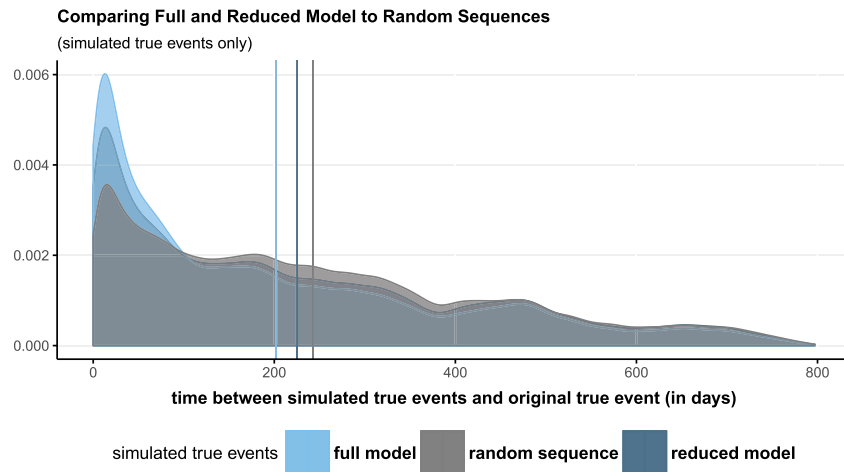 Comparing Full and Reduced Model to Random Sequences
(simulated true events only)
0.006
0.004
0.002
0.000
0 200 400 600 800
time between simulated true events and original true event (in days)
simulated true events full model random sequence reduced model